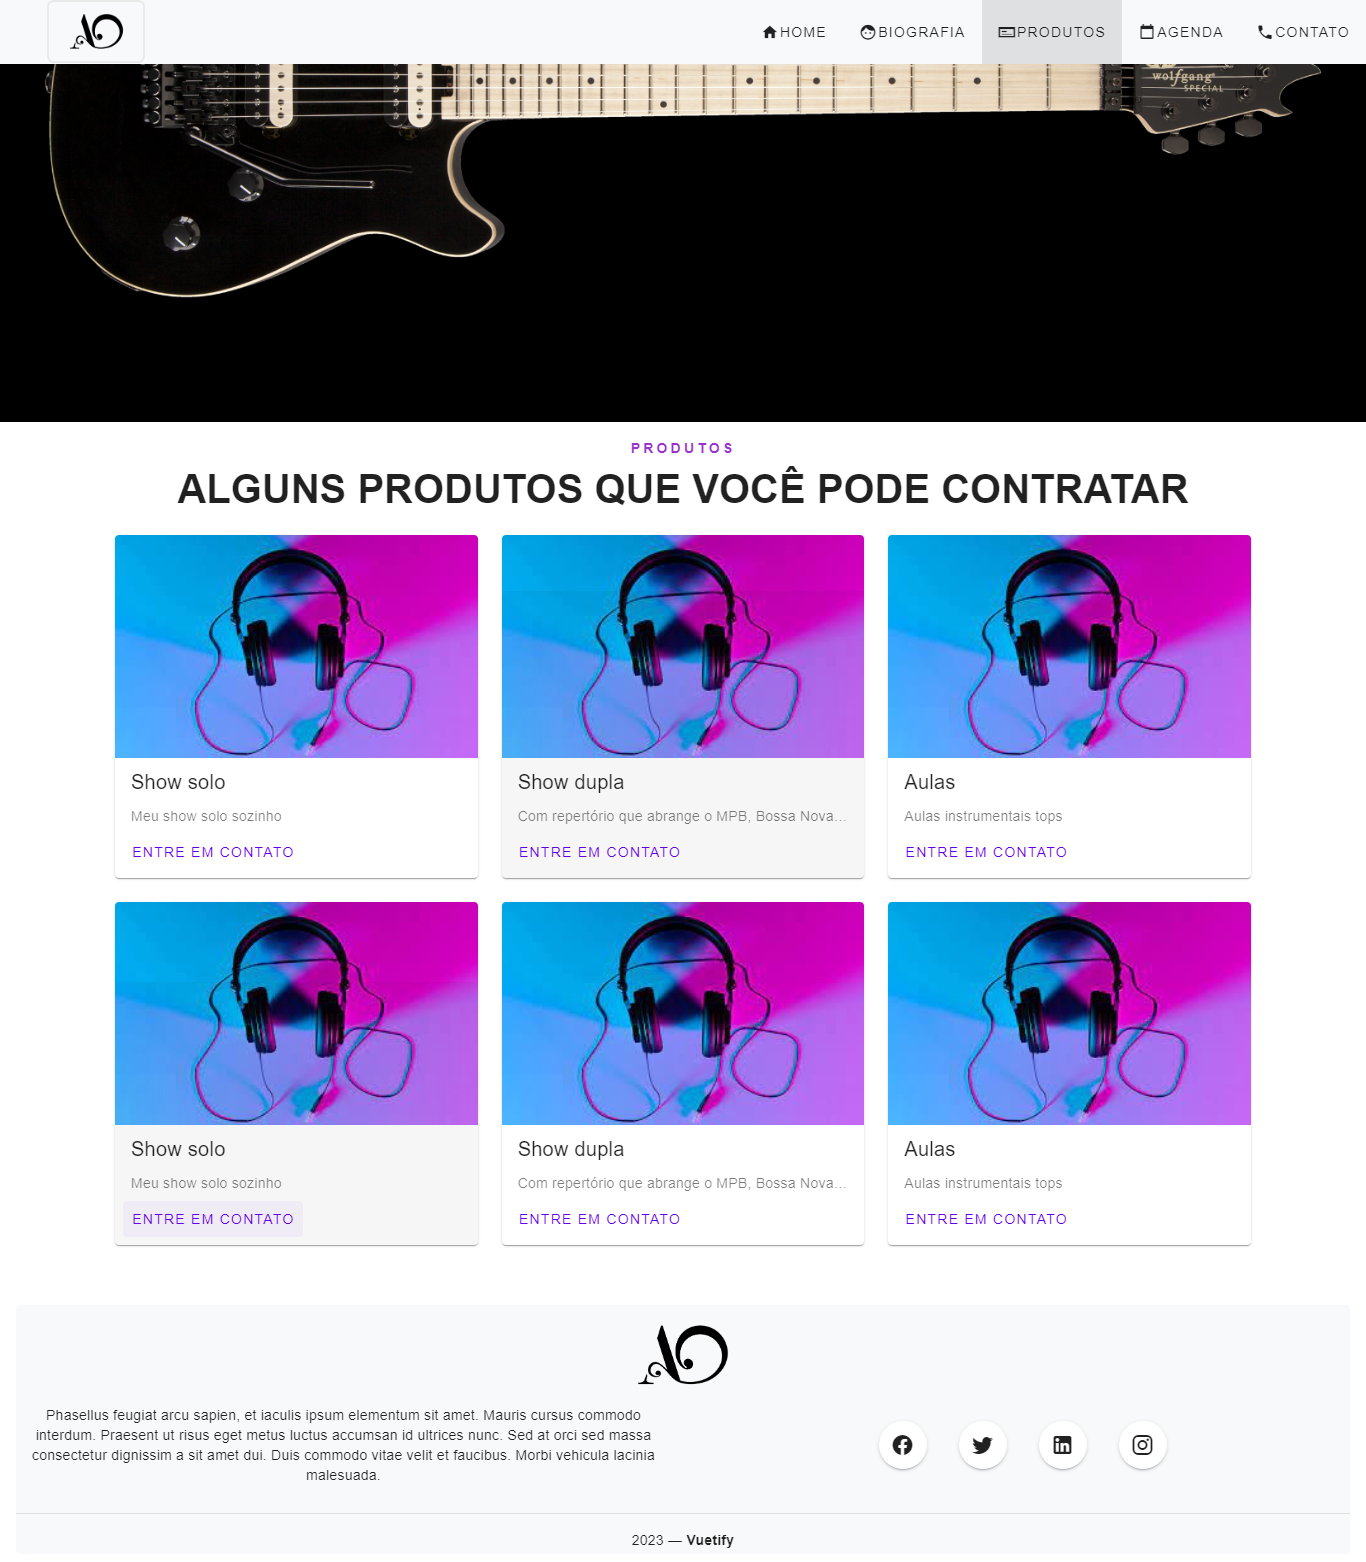 HOME
BIOGRAFIA
PRODUTOS
AGENDA
CONTATO
wolfgang®
SPECIAL
PRODUTOS
ALGUNS PRODUTOS QUE VOCÊ PODE CONTRATAR
Show solo
Meu show solo sozinho
ENTRE EM CONTATO
Show dupla
Com repertório que abrange o MPB, Bossa Nova...
ENTRE EM CONTATO
Aulas
Aulas instrumentais tops
ENTRE EM CONTATO
Show solo
Meu show solo sozinho
ENTRE EM CONTATO
Show dupla
Com repertório que abrange o MPB, Bossa Nova...
ENTRE EM CONTATO
Aulas
Aulas instrumentais tops
ENTRE EM CONTATO
Phasellus feugiat arcu sapien, et iaculis ipsum elementum sit amet. Mauris cursus commodo
interdum. Praesent ut risus eget metus luctus accumsan id ultrices nunc. Sed at orci sed massa
consectetur dignissim a sit amet dui. Duis commodo vitae velit et faucibus. Morbi vehicula lacinia
malesuada.
2023 — Vuetify